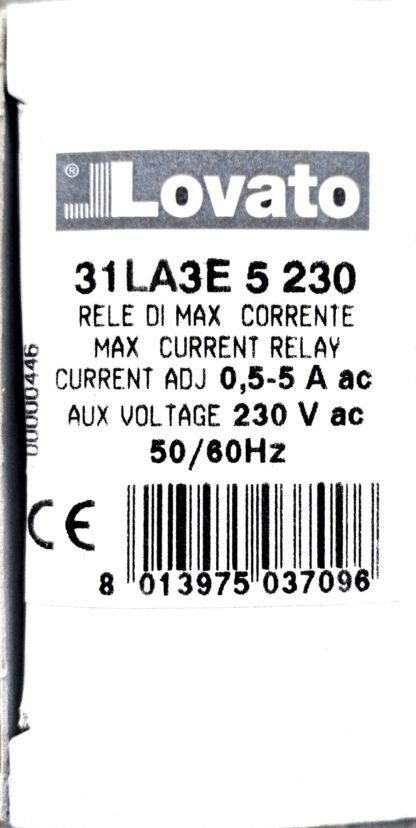 ® Lovato
31LA3E 5 230
RELE DI MAX CORRENTE
MAX CURRENT RELAY
CURRENT ADJ 0,5-5 A ac
AUX VOLTAGE 230 V ac
50/60Hz
00000446
CE
8 013975 037096